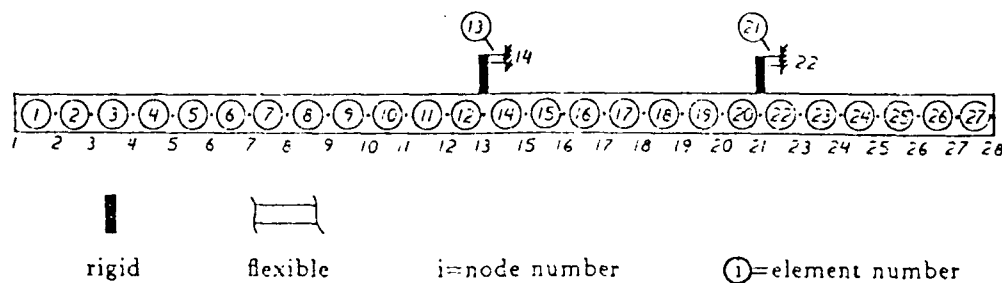 13 14 21 22
1 2 3 4 5 6 7 8 9 10 11 12 14 15 16 17 18 19 20 22 23 24 25 26 27
1 2 3 4 5 6 7 8 9 10 11 12 13 15 16 17 18 19 20 21 23 24 25 26 27 28
rigid flexible i=node number i=element number